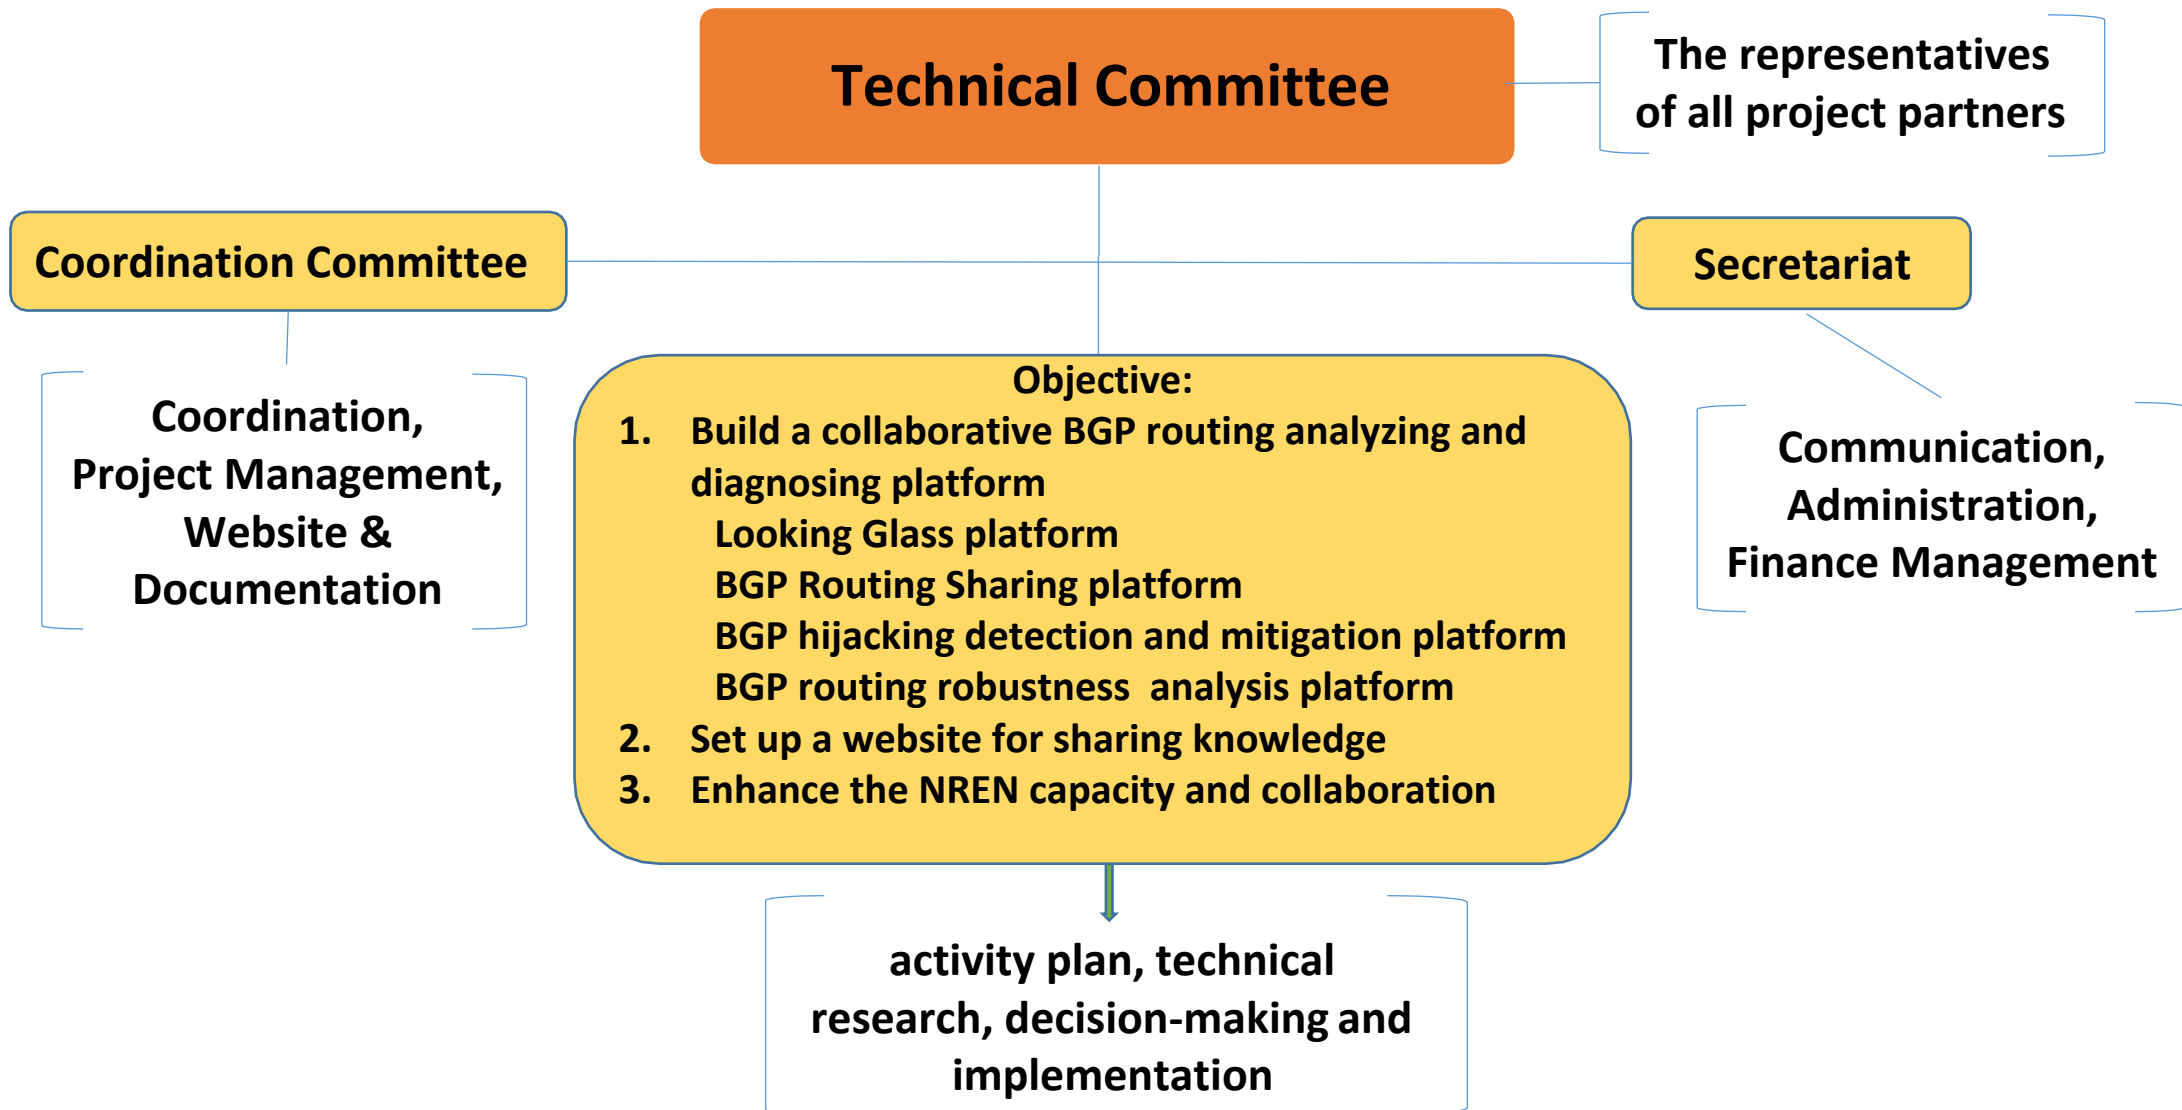 Technical Committee
The representatives
of all project partners
Coordination Committee
Secretariat
Coordination,
Project Management,
Website &
Documentation
Objective:
1. Build a collaborative BGP routing analyzing and
diagnosing platform
Looking Glass platform
BGP Routing Sharing platform
BGP hijacking detection and mitigation platform
BGP routing robustness  analysis platform
2. Set up a website for sharing knowledge
3. Enhance the NREN capacity and collaboration
Communication,
Administration,
Finance Management
activity plan, technical
research, decision-making and
implementation